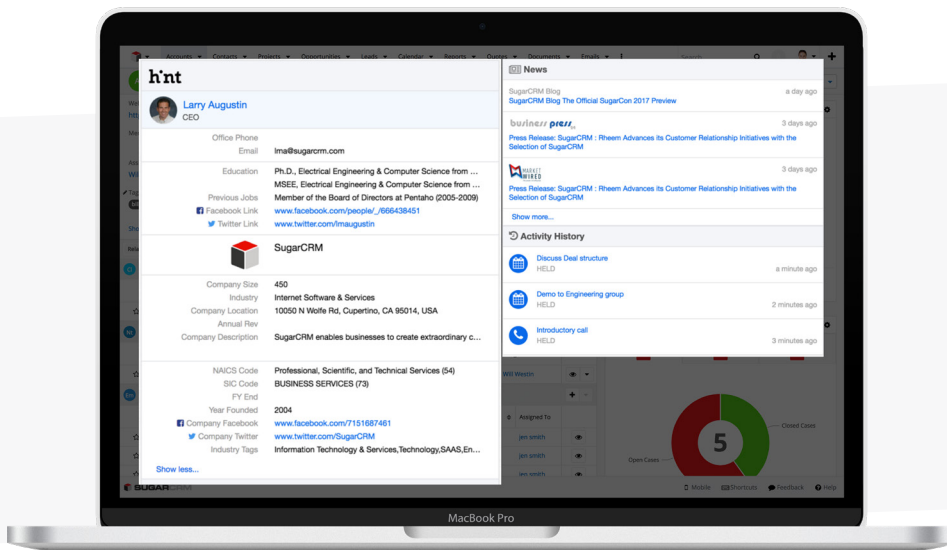 Accounts Contacts Projects Opportunities Leads Calendar Reports Quotes Documents Emails Search
hint
Larry Augustin
CEO
Office Phone
Email lma@sugarcrm.com
Education Ph.D., Electrical Engineering & Computer Science from ...
MSEE, Electrical Engineering & Computer Science from ...
Previous Jobs Member of the Board of Directors at Pentaho (2005-2009)
Facebook Link www.facebook.com/people/_/666438451
Twitter Link www.twitter.com/lmaugustin
SugarCRM
Company Size 450
Industry Internet Software & Services
Company Location 10050 N Wolfe Rd, Cupertino, CA 95014, USA
Annual Rev
Company Description SugarCRM enables businesses to create extraordinary c...
NAICS Code Professional, Scientific, and Technical Services (54)
SIC Code BUSINESS SERVICES (73)
FY End
Year Founded 2004
Company Facebook www.facebook.com/7151687461
Company Twitter www.twitter.com/SugarCRM
Industry Tags Information Technology & Services,Technology,SAAS,En...
Show less...
News
SugarCRM Blog a day ago
SugarCRM Blog The Official SugarCon 2017 Preview
business press 3 days ago
Press Release: SugarCRM : Rheem Advances its Customer Relationship Initiatives with the
Selection of SugarCRM
MARKET 3 days ago
WIRED
Press Release: SugarCRM : Rheem Advances its Customer Relationship Initiatives with the
Selection of SugarCRM
Show more...
Activity History
Discuss Deal structure
HELD a minute ago
Demo to Engineering group
HELD 2 minutes ago
Introductory call
HELD 3 minutes ago
Will Weston
Assigned To
jen smith
jen smith
jen smith
Closed Cases
5
Open Cases
SUGARCRM Mobile Shortcuts Feedback Help
MacBook Pro